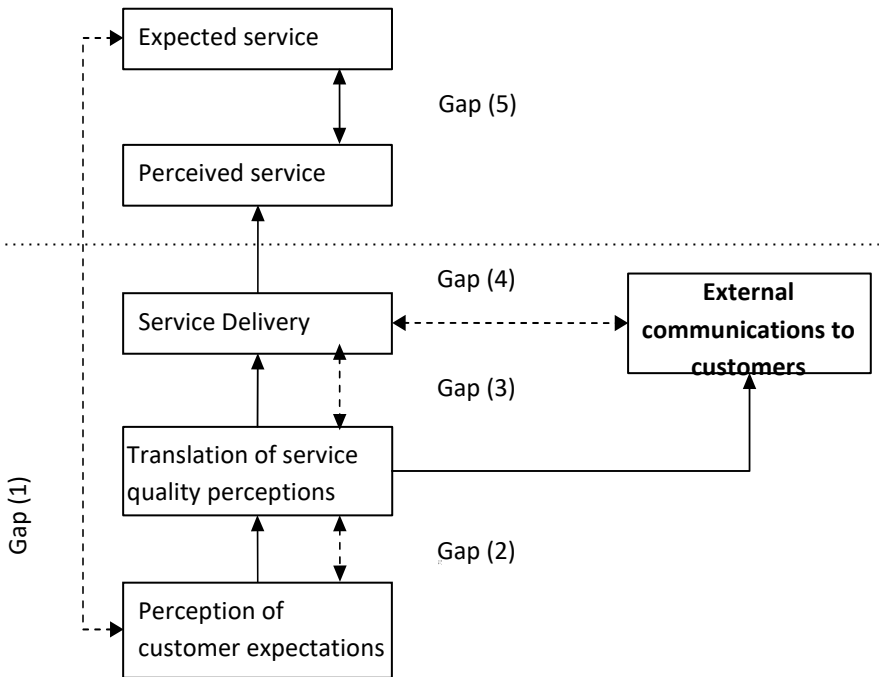 Expected service
Gap (5)
Perceived service
Gap (4)
External
communications to
customers
Service Delivery
Gap (3)
Translation of service
quality perceptions
Gap (1)
Gap (2)
Perception of
customer expectations